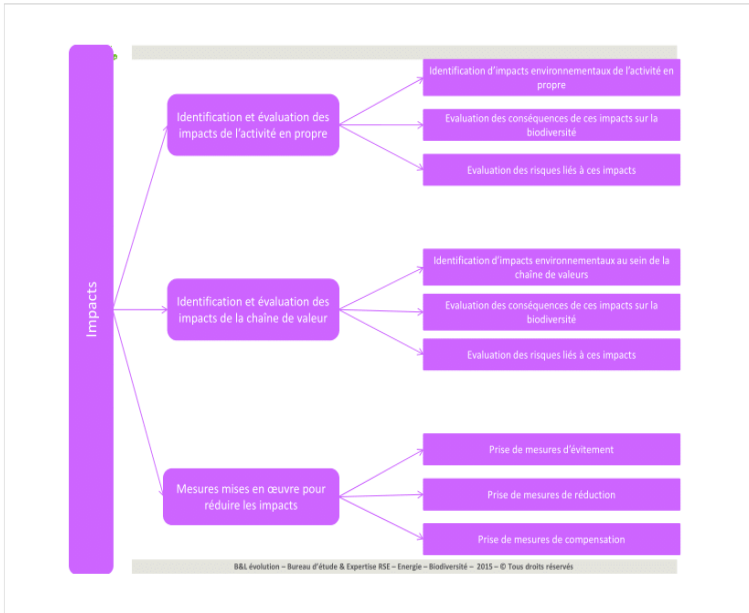 Impacts
Identification et évaluation des
impacts de l'activité en propre
Identification d'impacts environnementaux de l'activité en
propre
Evaluation des conséquences de ces impacts sur la
biodiversité
Evaluation des risques liés à ces impacts
Identification et évaluation des
impacts de la chaîne de valeur
Identification d'impacts environnementaux au sein de la
chaîne de valeurs
Evaluation des conséquences de ces impacts sur la
biodiversité
Evaluation des risques liés à ces impacts
Mesures mises en œuvre pour
réduire les impacts
Prise de mesures d'évitement
Prise de mesures de réduction
Prise de mesures de compensation
B&L évolution – Bureau d'étude & Expertise RSE – Energie – Biodiversité – 2015 – © Tous droits réservés